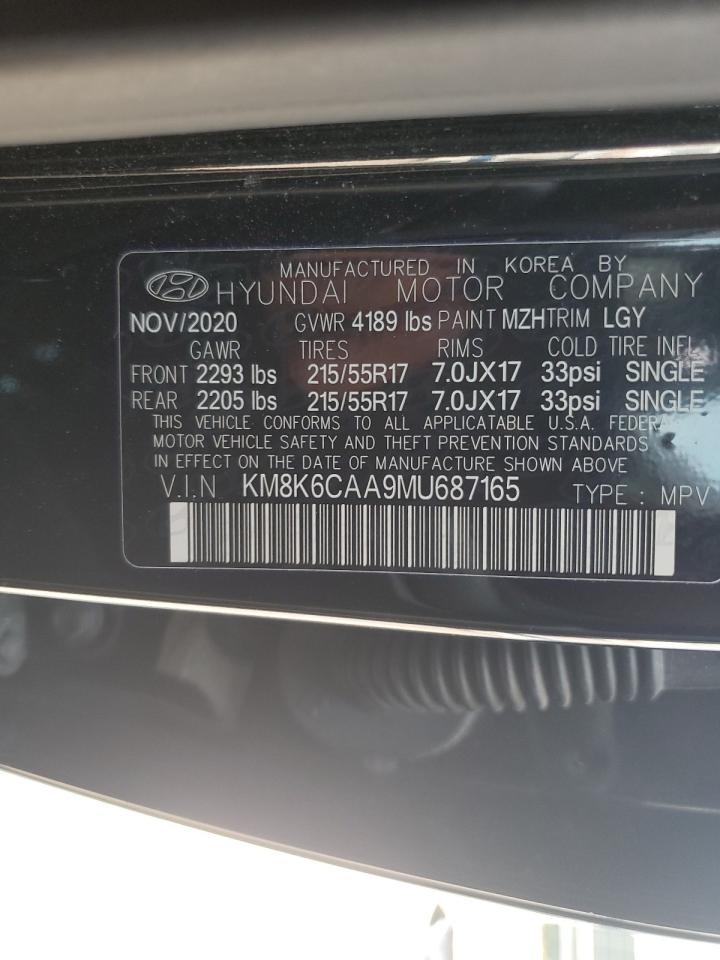 MANUFACTURED IN KOREA BY
HYUNDAI MOTOR COMPANY
NOV/2020 GVWR 4189 lbs PAINT MZH TRIM LGY
GAWR TIRES RIMS COLD TIRE INFL
FRONT 2293 lbs 215/55R17 7.0JX17 33psi SINGLE
REAR 2205 lbs 215/55R17 7.0JX17 33psi SINGLE
THIS VEHICLE CONFORMS TO ALL APPLICATABLE U.S.A. FEDERAL
MOTOR VEHICLE SAFETY AND THEFT PREVENTION STANDARDS
IN EFFECT ON THE DATE OF MANUFACTURE SHOWN ABOVE
V.I.N KM8K6CAA9MU687165 TYPE : MPV